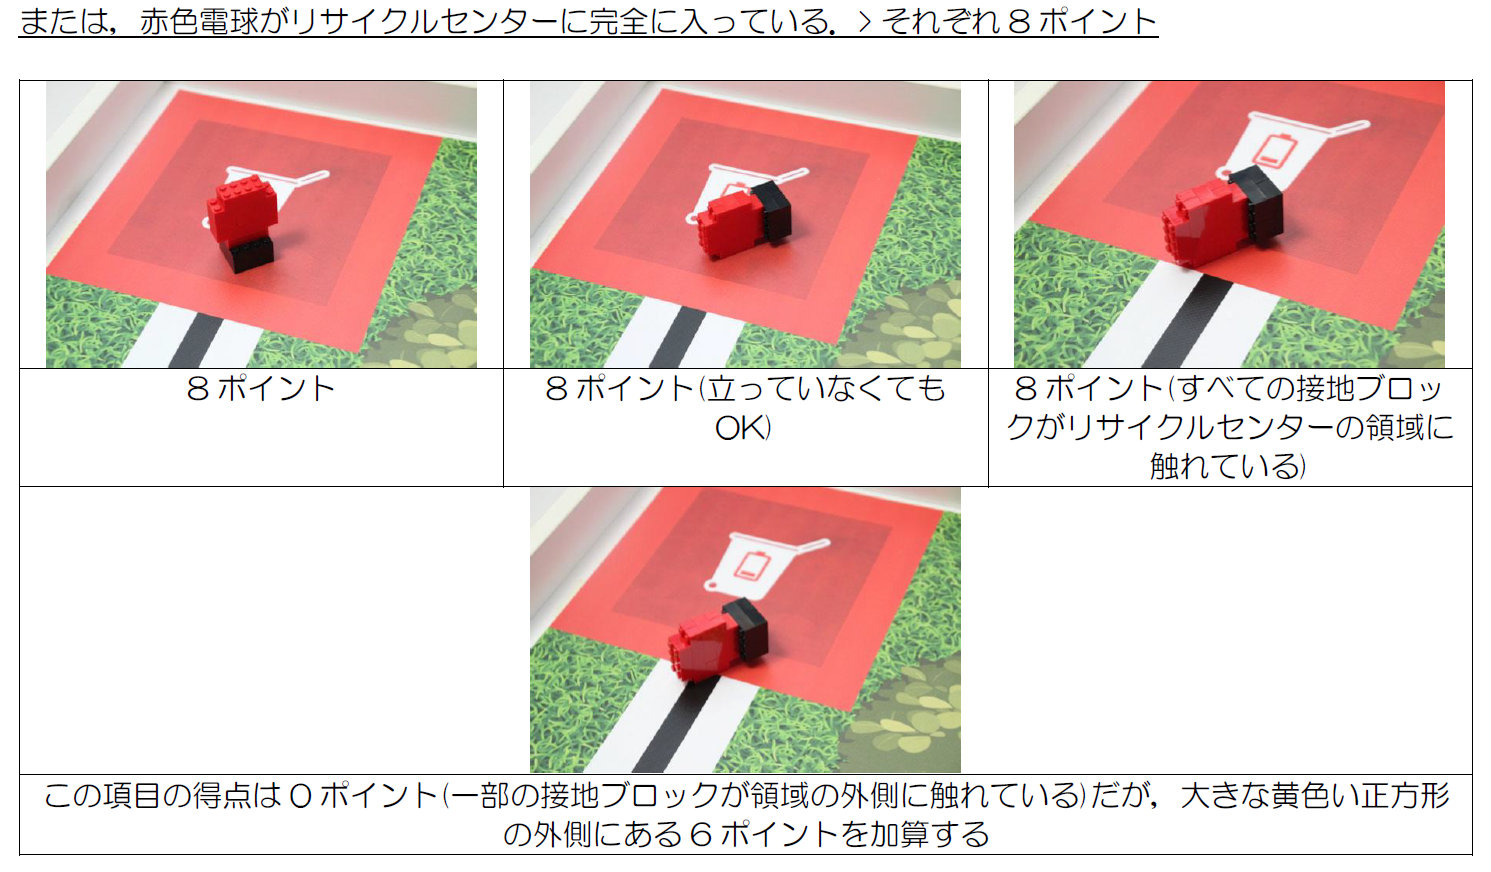 または，赤色電球がリサイクルセンターに完全に入っている．> それぞれ８ポイント
８ポイント
８ポイント(立っていなくても
OK)
８ポイント(すべての接地ブロッ
クがリサイクルセンターの領域に
触れている)
この項目の得点は０ポイント(一部の接地ブロックが領域の外側に触れている)だが，大きな黄色い正方形
の外側にある６ポイントを加算する